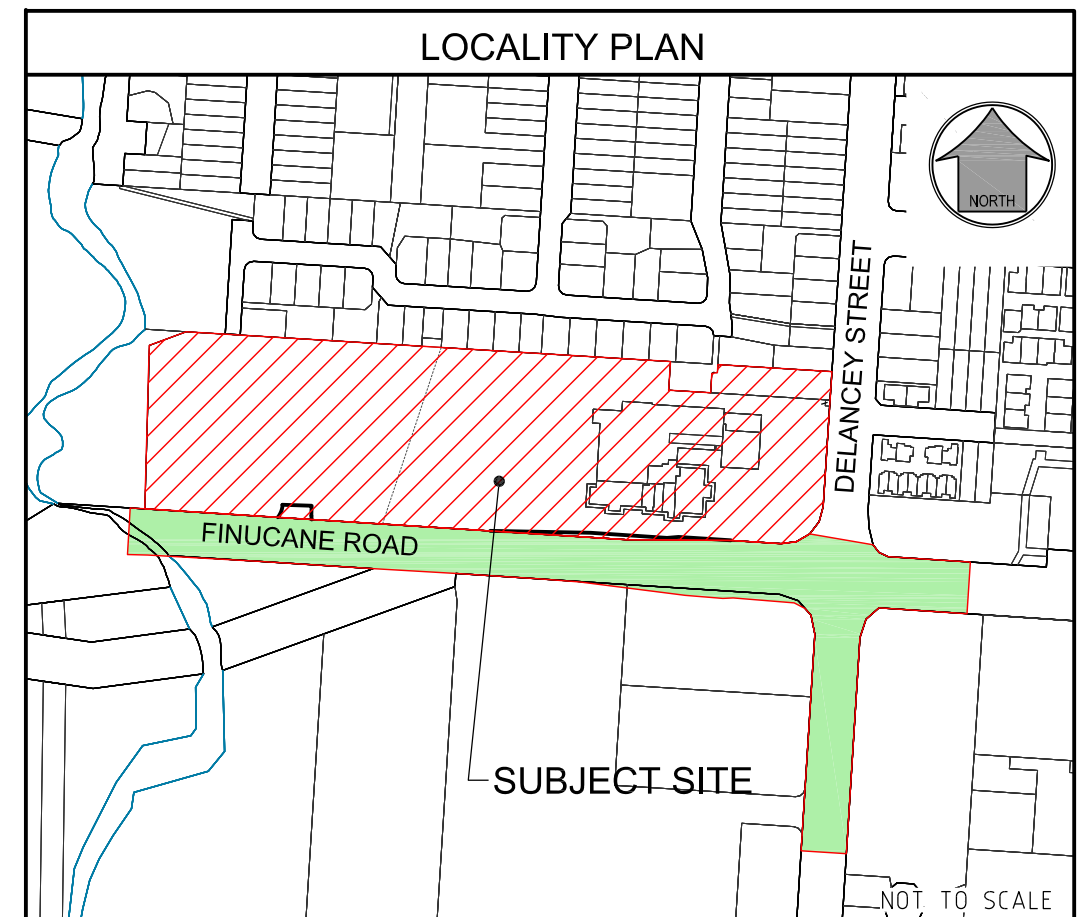 LOCALITY PLAN
NORTH
DELANCEY STREET
FINUCANE ROAD
SUBJECT SITE
NOT TO SCALE